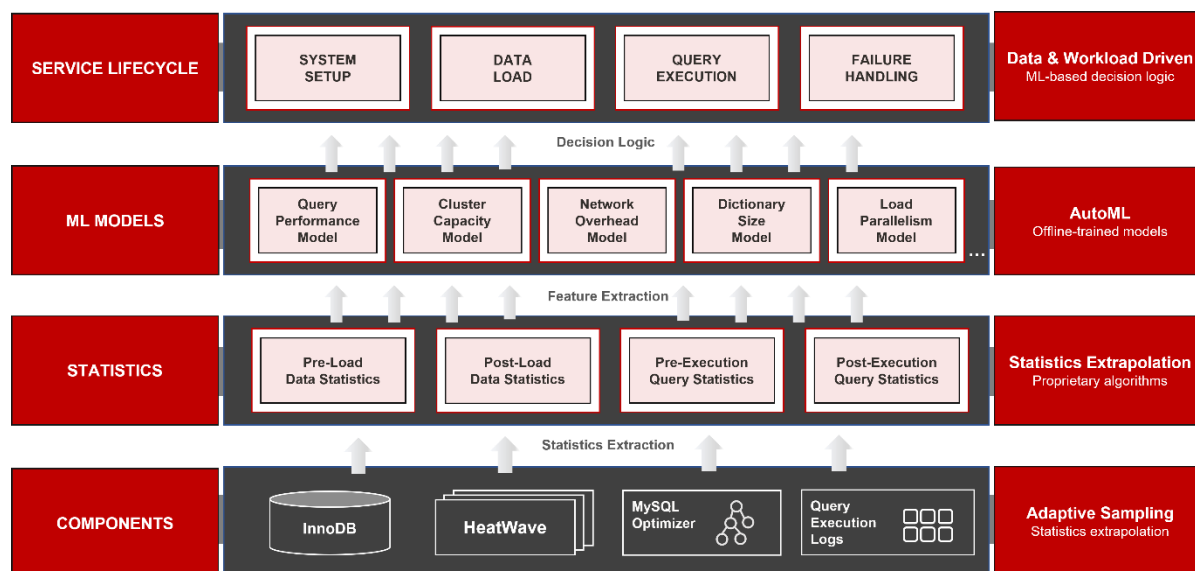 SERVICE LIFECYCLE
SYSTEM
SETUP
DATA
LOAD
QUERY
EXECUTION
FAILURE
HANDLING
Data & Workload Driven
ML-based decision logic
Decision Logic
ML MODELS
Query
Performance
Model
Cluster
Capacity
Model
Network
Overhead
Model
Dictionary
Size
Model
Load
Parallelism
Model
...
AutoML
Offline-trained models
Feature Extraction
STATISTICS
Pre-Load
Data Statistics
Post-Load
Data Statistics
Pre-Execution
Query Statistics
Post-Execution
Query Statistics
Statistics Extrapolation
Proprietary algorithms
Statistics Extraction
COMPONENTS
InnoDB
HeatWave
MySQL
Optimizer
Query
Execution
Logs
Adaptive Sampling
Statistics extrapolation